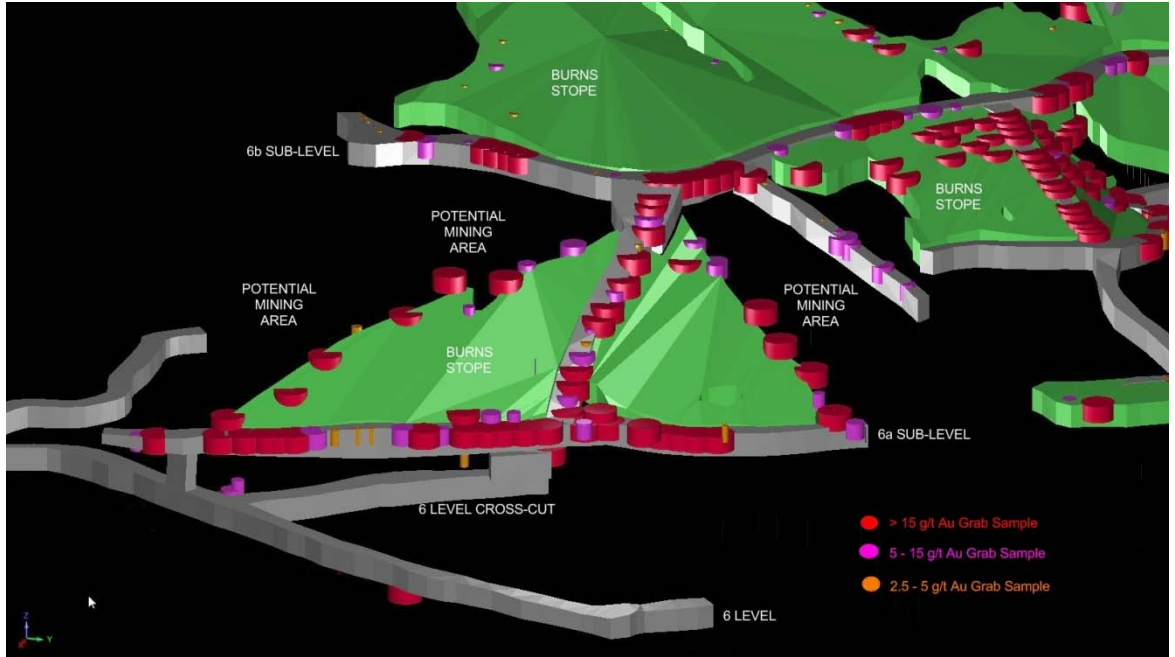 BURNS
STOPE
6b SUB-LEVEL
BURNS
STOPE
POTENTIAL
MINING
AREA
POTENTIAL
MINING
AREA
POTENTIAL
MINING
AREA
BURNS
STOPE
6a SUB-LEVEL
6 LEVEL CROSS-CUT
> 15 g/t Au Grab Sample
5 - 15 g/t Au Grab Sample
2.5 - 5 g/t Au Grab Sample
6 LEVEL
Z
X
Y